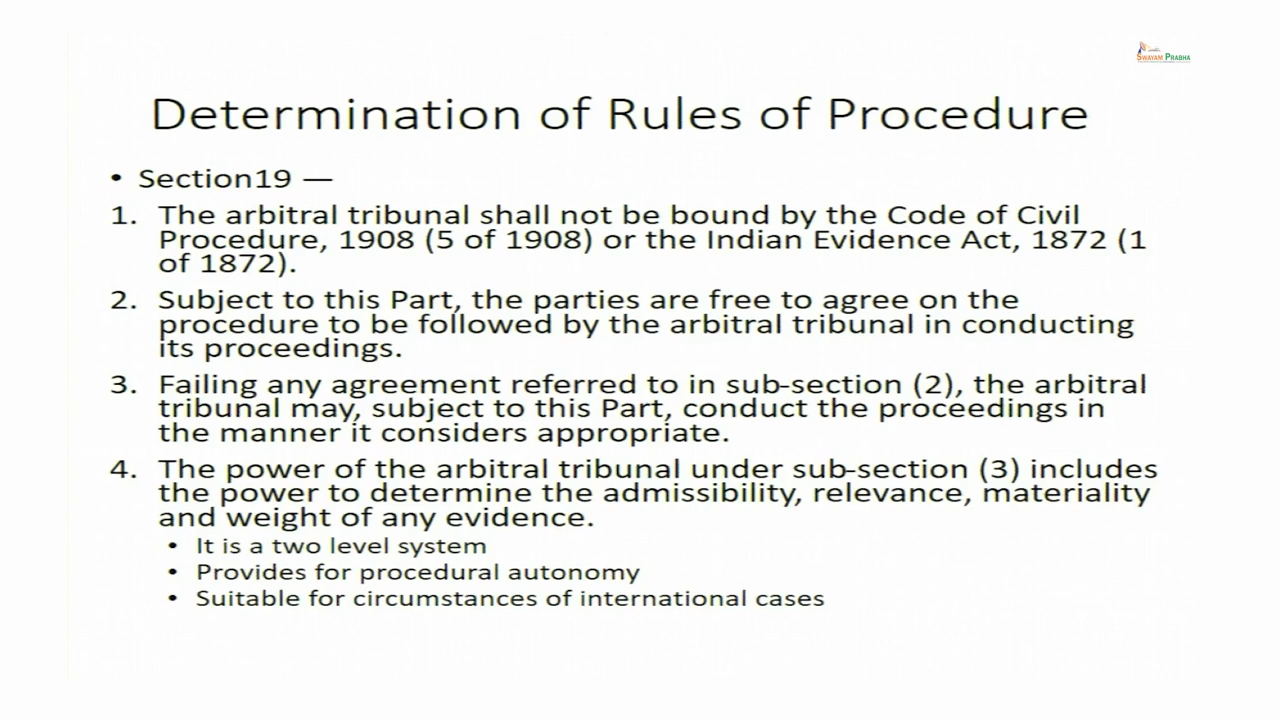 SWAYAM PRABHA
Determination of Rules of Procedure
• Section19 —
1. The arbitral tribunal shall not be bound by the Code of Civil
Procedure, 1908 (5 of 1908) or the Indian Evidence Act, 1872 (1
of 1872).
2. Subject to this Part, the parties are free to agree on the
procedure to be followed by the arbitral tribunal in conducting
its proceedings.
3. Failing any agreement referred to in sub-section (2), the arbitral
tribunal may, subject to this Part, conduct the proceedings in
the manner it considers appropriate.
4. The power of the arbitral tribunal under sub-section (3) includes
the power to determine the admissibility, relevance, materiality
and weight of any evidence.
• It is a two level system
• Provides for procedural autonomy
• Suitable for circumstances of international cases